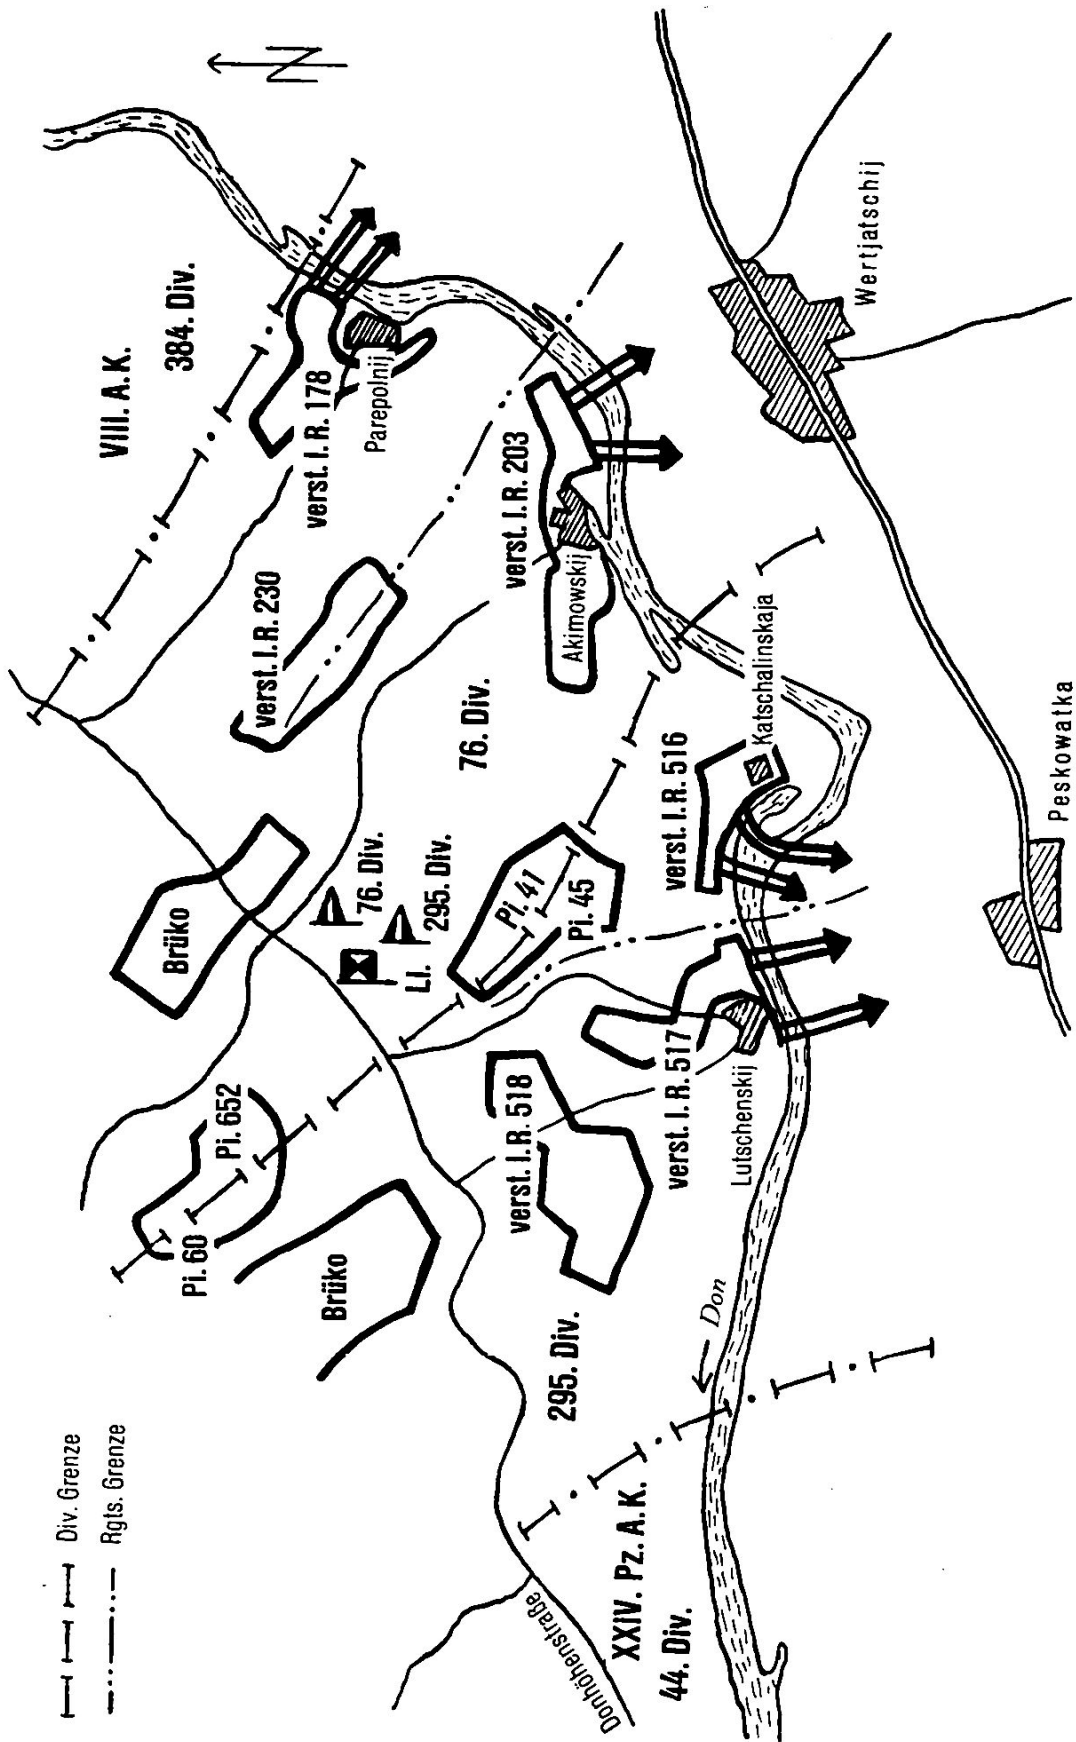 Div. Grenze
Rgts. Grenze
VIII. A.K.
384. Div.
Brüko
Pi. 652
Pi. 60
Brüko
verst. I.R. 230
verst. I.R. 178
Parepolnij
N
76. Div.
295. Div.
LI.
76. Div.
Pi. 41
Pi. 45
verst. I.R. 203
Akimowskij
verst. I.R. 518
295. Div.
verst. I.R. 517
verst. I.R. 516
Lutschenskij
Katschalinskaja
Donhöhenstraße
XXIV. Pz. A.K.
44. Div.
Don
Wertjatschij
Peskowatka